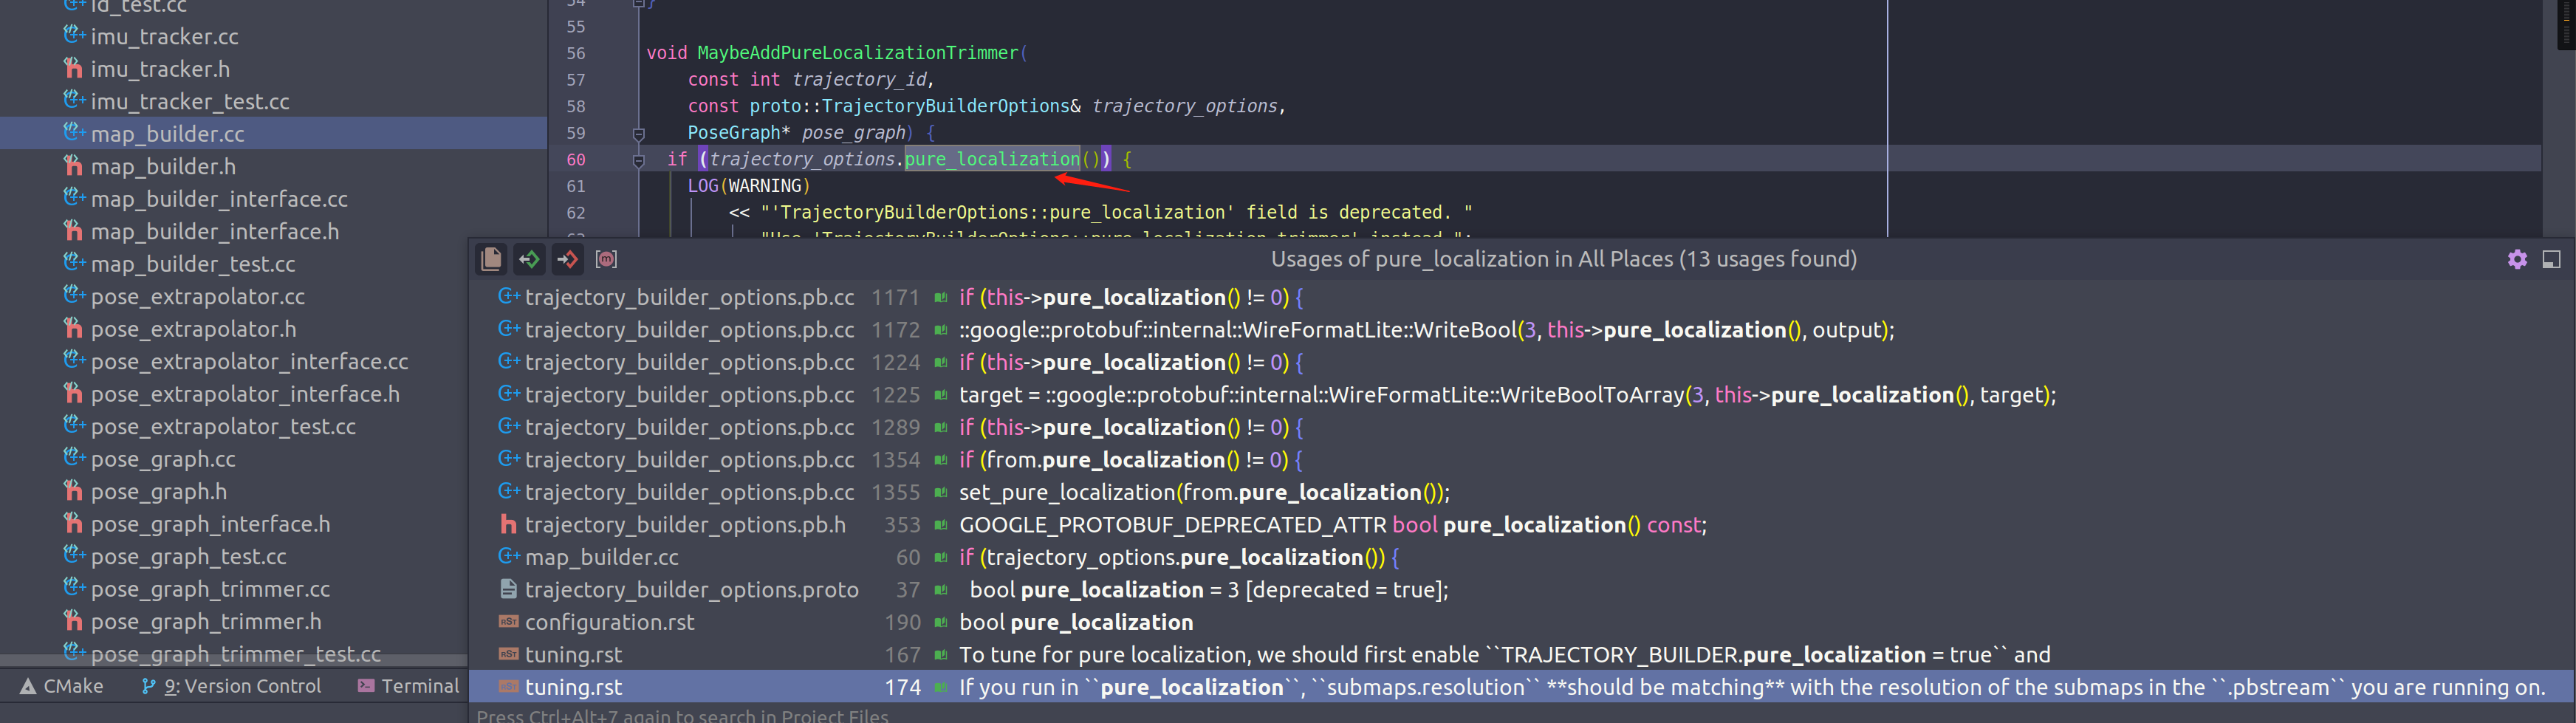 id_test.cc
imu_tracker.cc
imu_tracker.h
imu_tracker_test.cc
map_builder.cc
map_builder.h
map_builder_interface.cc
map_builder_interface.h
map_builder_test.cc
pose_extrapolator.cc
pose_extrapolator.h
pose_extrapolator_interface.cc
pose_extrapolator_interface.h
pose_extrapolator_test.cc
pose_graph.cc
pose_graph.h
pose_graph_interface.h
pose_graph_test.cc
pose_graph_trimmer.cc
pose_graph_trimmer.h
pose_graph_trimmer_test.cc
CMake 9: Version Control Terminal
54 }
55
56 void MaybeAddPureLocalizationTrimmer(
57 const int trajectory_id,
58 const proto::TrajectoryBuilderOptions& trajectory_options,
59 PoseGraph* pose_graph) {
60 if (trajectory_options.pure_localization()) {
61 LOG(WARNING)
62 << "'TrajectoryBuilderOptions::pure_localization' field is deprecated. "
63 "Use 'TrajectoryBuilderOptions::pure_localization_trimmer' instead.";
Usages of pure_localization in All Places (13 usages found)
trajectory_builder_options.pb.cc 1171 if (this->pure_localization() != 0) {
trajectory_builder_options.pb.cc 1172 ::google::protobuf::internal::WireFormatLite::WriteBool(3, this->pure_localization(), output);
trajectory_builder_options.pb.cc 1224 if (this->pure_localization() != 0) {
trajectory_builder_options.pb.cc 1225 target = ::google::protobuf::internal::WireFormatLite::WriteBoolToArray(3, this->pure_localization(), target);
trajectory_builder_options.pb.cc 1289 if (this->pure_localization() != 0) {
trajectory_builder_options.pb.cc 1354 if (from.pure_localization() != 0) {
trajectory_builder_options.pb.cc 1355 set_pure_localization(from.pure_localization());
trajectory_builder_options.pb.h 353 GOOGLE_PROTOBUF_DEPRECATED_ATTR bool pure_localization() const;
map_builder.cc 60 if (trajectory_options.pure_localization()) {
trajectory_builder_options.proto 37 bool pure_localization = 3 [deprecated = true];
configuration.rst 190 bool pure_localization
tuning.rst 167 To tune for pure localization, we should first enable ``TRAJECTORY_BUILDER.pure_localization = true`` and
tuning.rst 174 If you run in ``pure_localization``, ``submaps.resolution`` **should be matching** with the resolution of the submaps in the ``.pbstream`` you are running on.
Press Ctrl+Alt+7 again to search in Project Files